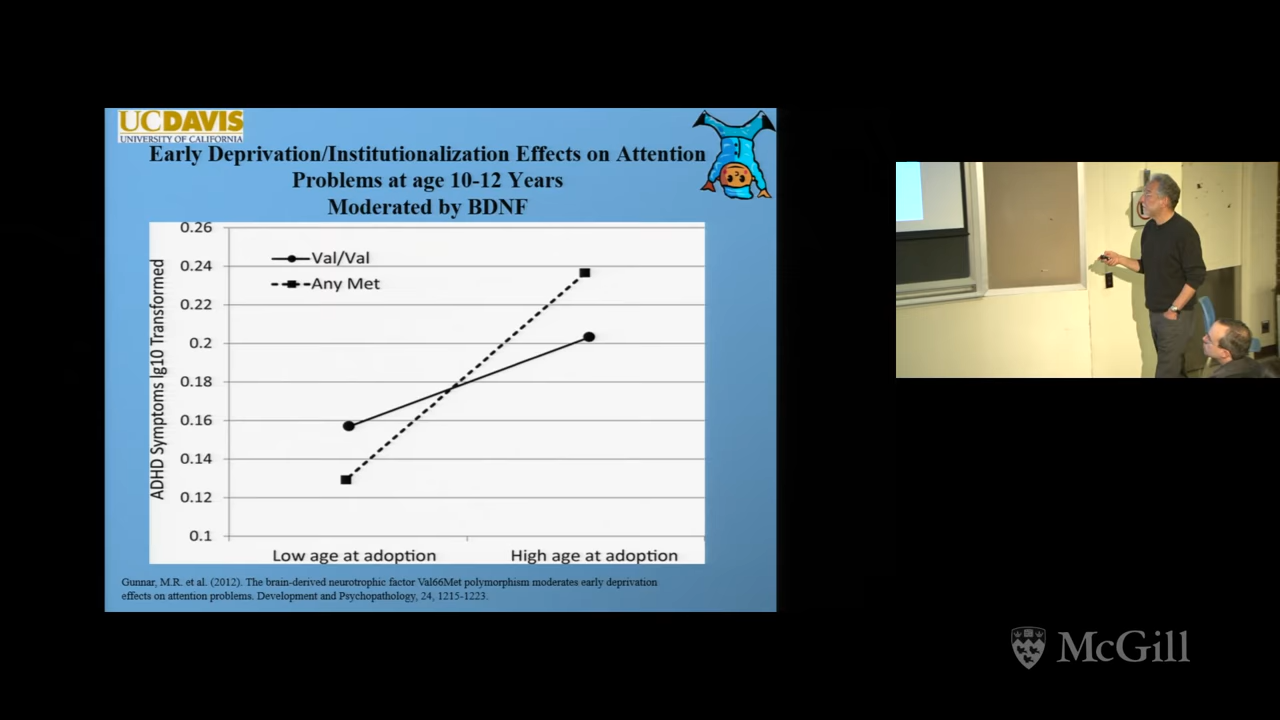 UCDAVIS
UNIVERSITY OF CALIFORNIA
Early Deprivation/Institutionalization Effects on Attention
Problems at age 10-12 Years
Moderated by BDNF
0.26
0.24
0.22
0.2
0.18
0.16
0.14
0.12
0.1
ADHD Symptoms lg10 Transformed
Val/Val
Any Met
Low age at adoption
High age at adoption
Gunnar, M.R. et al. (2012). The brain-derived neurotrophic factor Val66Met polymorphism moderates early deprivation
effects on attention problems. Development and Psychopathology, 24, 1215-1223.
McGill